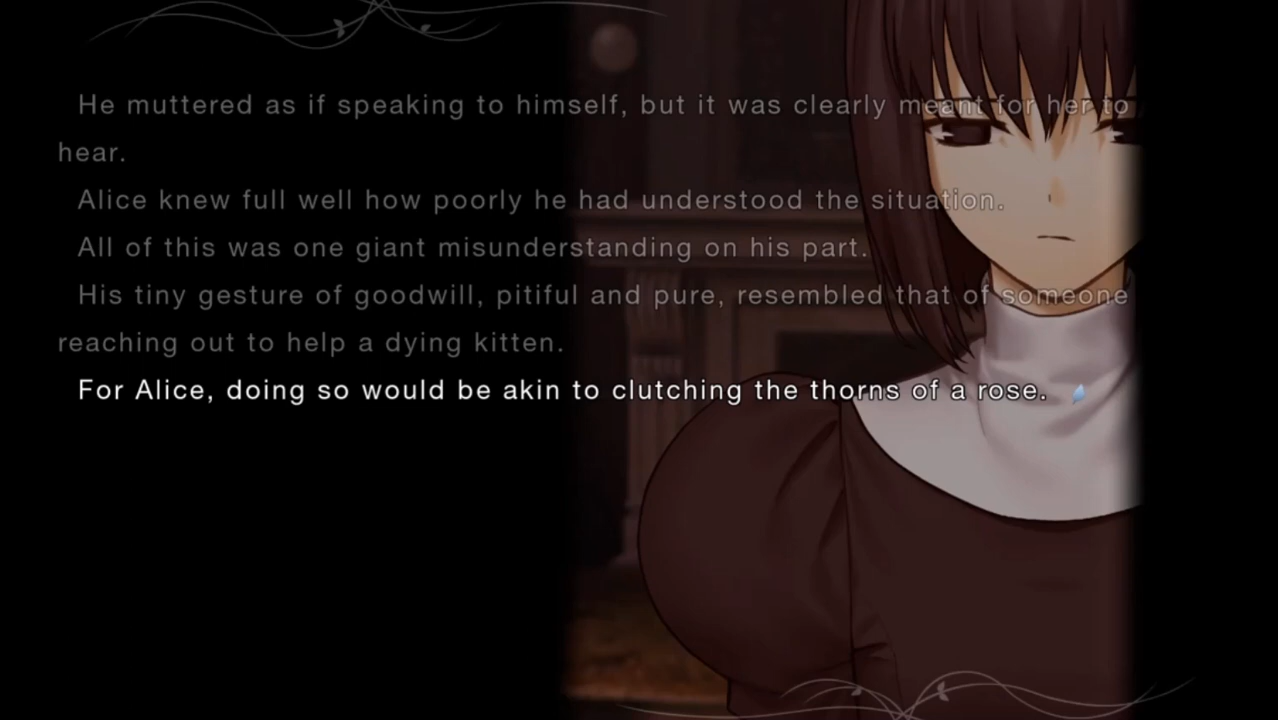 He muttered as if speaking to himself, but it was clearly meant for her to
hear.
Alice knew full well how poorly he had understood the situation.
All of this was one giant misunderstanding on his part.
His tiny gesture of goodwill, pitiful and pure, resembled that of someone
reaching out to help a dying kitten.
For Alice, doing so would be akin to clutching the thorns of a rose.